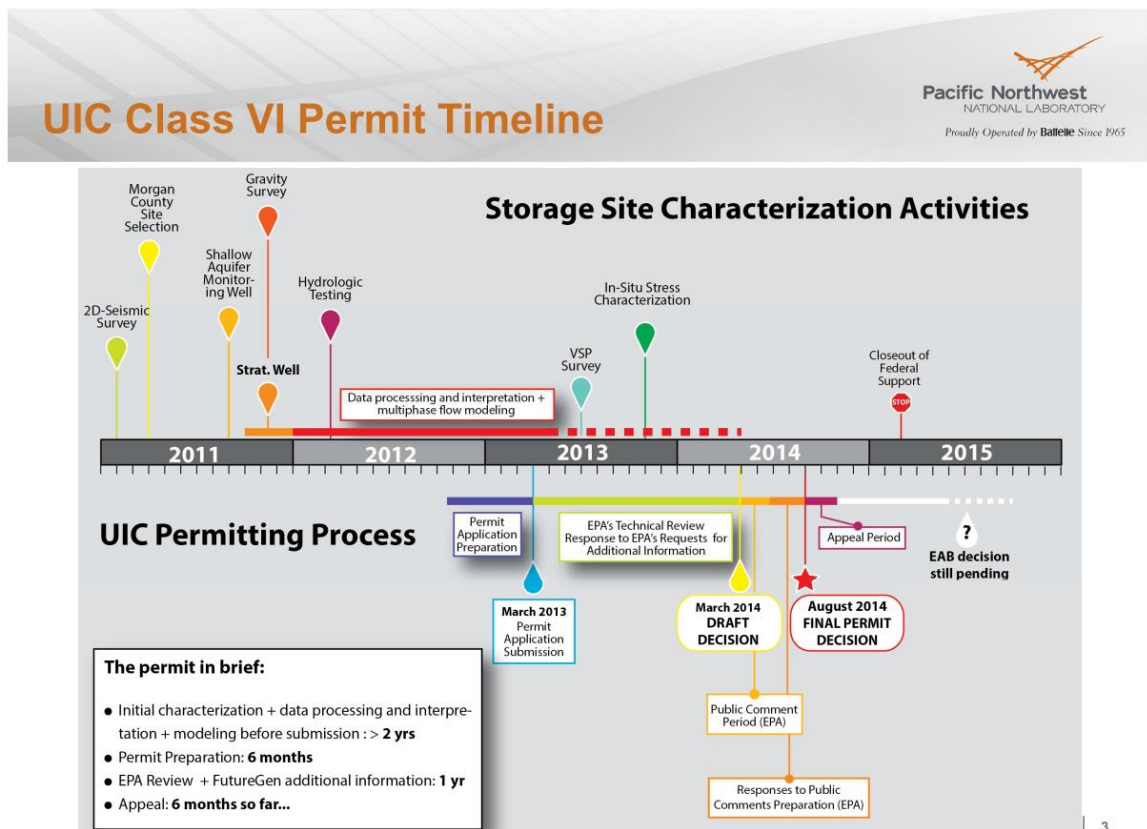 UIC Class VI Permit Timeline
Pacific Northwest
NATIONAL LABORATORY
Proudly Operated by Battelle Since 1965
Storage Site Characterization Activities
2D-Seismic
Survey
Morgan
County
Site
Selection
Shallow
Aquifer
Monitor-
ing Well
Gravity
Survey
Strat. Well
Hydrologic
Testing
Data processsing and interpretation +
multiphase flow modeling
VSP
Survey
In-Situ Stress
Characterization
Closeout of
Federal
Support
STOP
2011
2012
2013
2014
2015
UIC Permitting Process
Permit
Application
Preparation
EPA's Technical Review
Response to EPA's Requests for
Additional Information
Appeal Period
?
EAB decision
still pending
March 2013
Permit
Application
Submission
March 2014
DRAFT
DECISION
August 2014
FINAL PERMIT
DECISION
Public Comment
Period (EPA)
Responses to Public
Comments Preparation (EPA)
The permit in brief:
● Initial characterization + data processing and interpre-
tation + modeling before submission : > 2 yrs
● Permit Preparation: 6 months
● EPA Review + FutureGen additional information: 1 yr
● Appeal: 6 months so far...
3